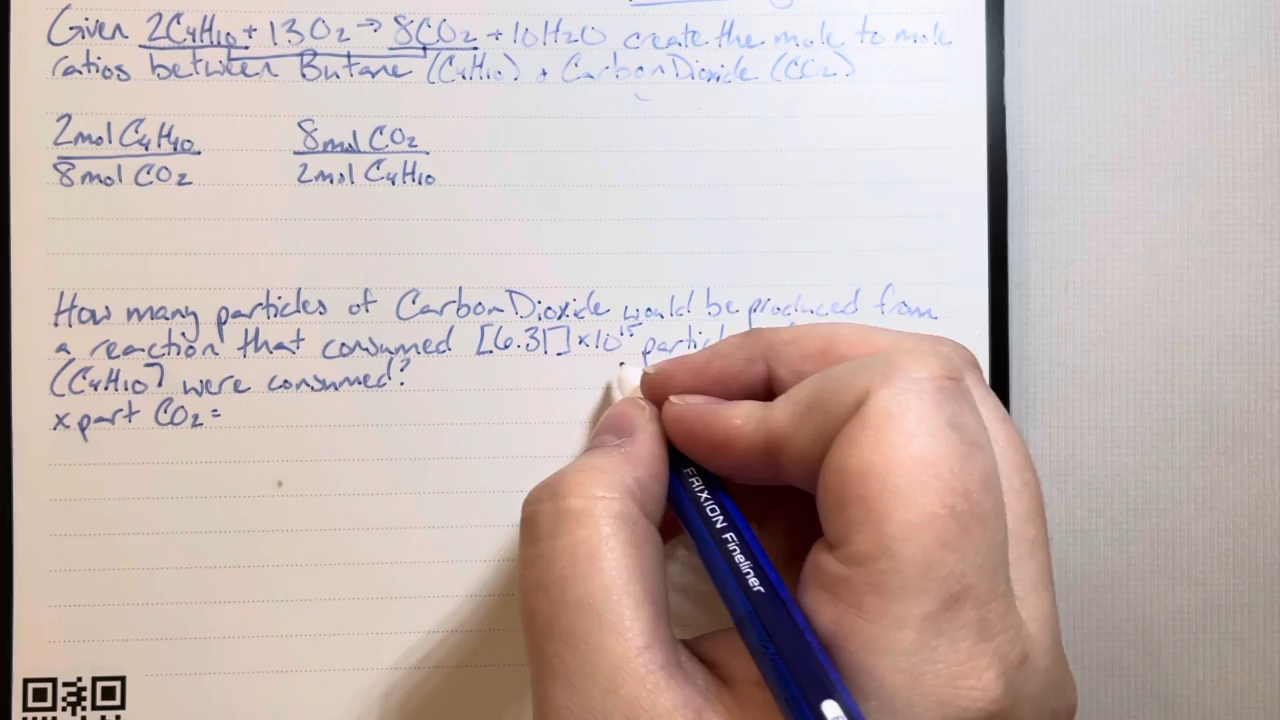 Given 2C4H10 + 13O2 → 8CO2 + 10H2O create the mole to mole
ratios between Butane (C4H10) + Carbon Dioxide (CO2)
2mol C4H10
8mol CO2
8mol CO2
2mol C4H10
How many particles of Carbon Dioxide would be produced from
a reaction that consumed [6.31] ×10^15
(C4H10) were consumed?
x part CO2 =
FRIXION Fineliner